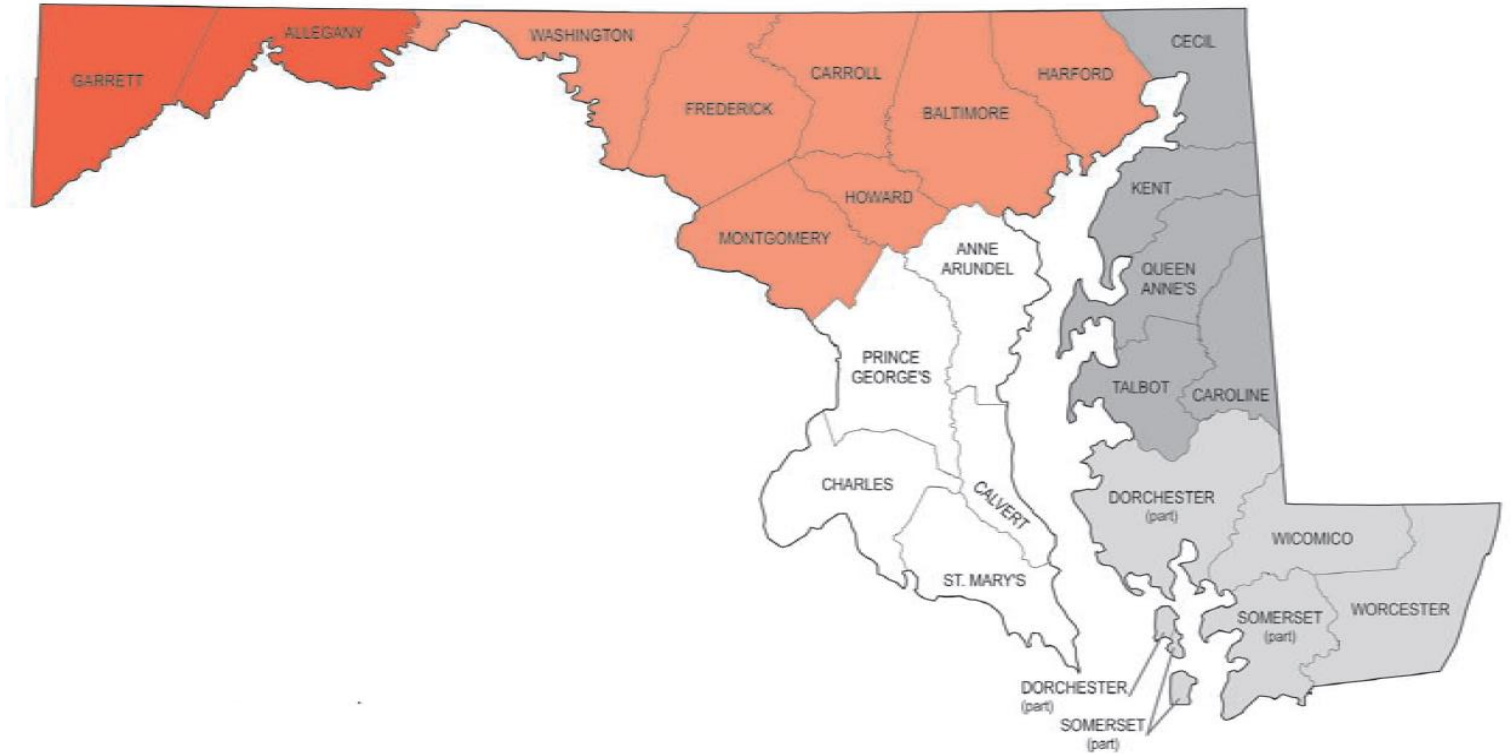 GARRETT
ALLEGANY
WASHINGTON
FREDERICK
CARROLL
BALTIMORE
HARFORD
CECIL
KENT
HOWARD
MONTGOMERY
ANNE
ARUNDEL
QUEEN
ANNE'S
PRINCE
GEORGE'S
TALBOT
CAROLINE
CHARLES
CALVERT
DORCHESTER
(part)
WICOMICO
ST. MARY'S
SOMERSET
(part)
WORCESTER
DORCHESTER
(part)
SOMERSET
(part)